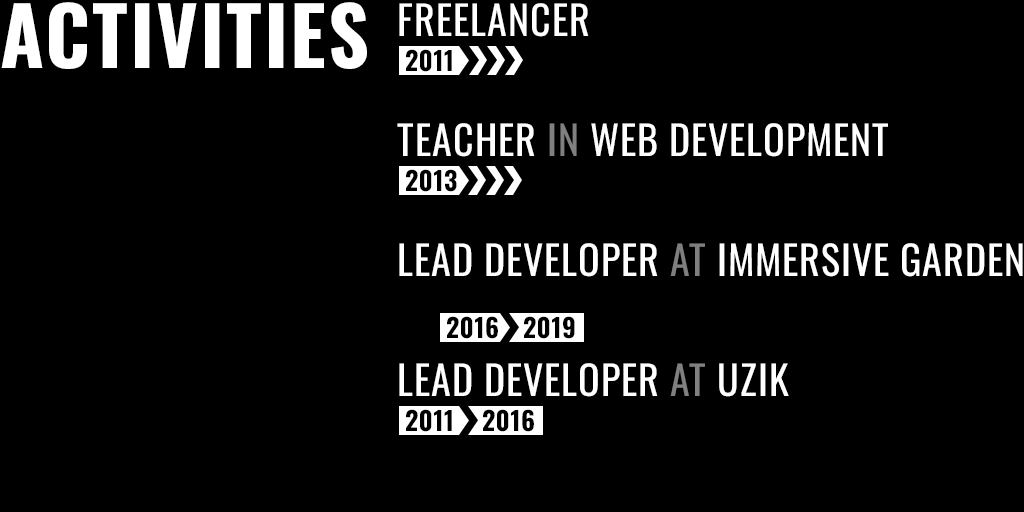 ACTIVITIES
FREELANCER
2011
TEACHER IN WEB DEVELOPMENT
2013
LEAD DEVELOPER AT IMMERSIVE GARDEN
2016 2019
LEAD DEVELOPER AT UZIK
2011 2016